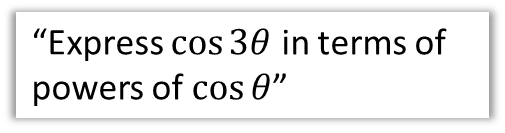 “Express cos 3θ in terms of
powers of cos θ”